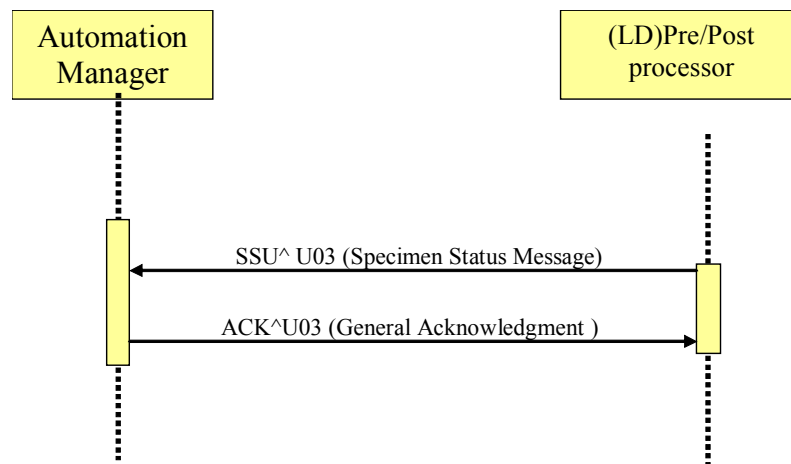 Automation
Manager
(LD)Pre/Post
processor
SSU^ U03 (Specimen Status Message)
ACK^U03 (General Acknowledgment )